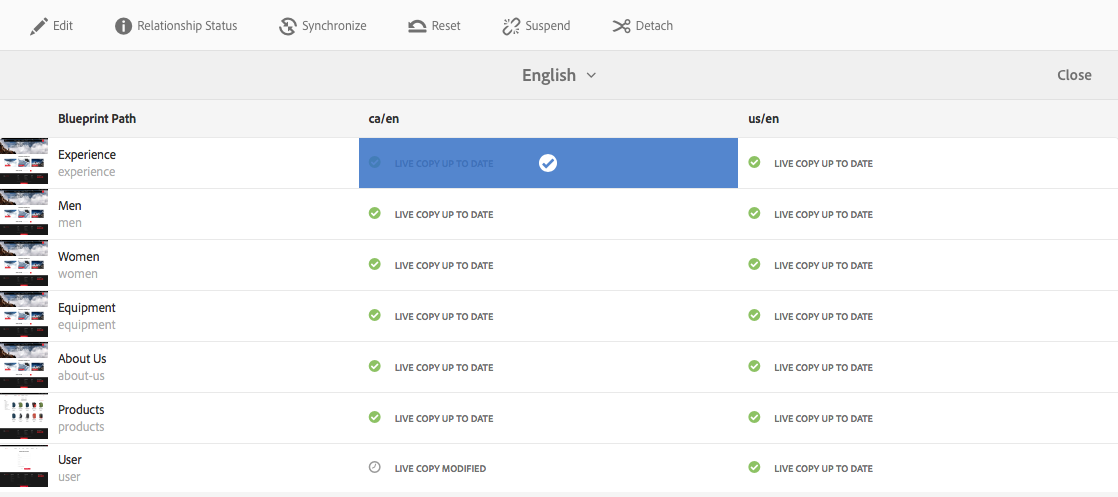 Edit Relationship Status Synchronize Reset Suspend Detach
English Close
Blueprint Path ca/en us/en
Experience
experience
LIVE COPY UP TO DATE LIVE COPY UP TO DATE
Men
men
LIVE COPY UP TO DATE LIVE COPY UP TO DATE
Women
women
LIVE COPY UP TO DATE LIVE COPY UP TO DATE
Equipment
equipment
LIVE COPY UP TO DATE LIVE COPY UP TO DATE
About Us
about-us
LIVE COPY UP TO DATE LIVE COPY UP TO DATE
Products
products
LIVE COPY UP TO DATE LIVE COPY UP TO DATE
User
user
LIVE COPY MODIFIED LIVE COPY UP TO DATE